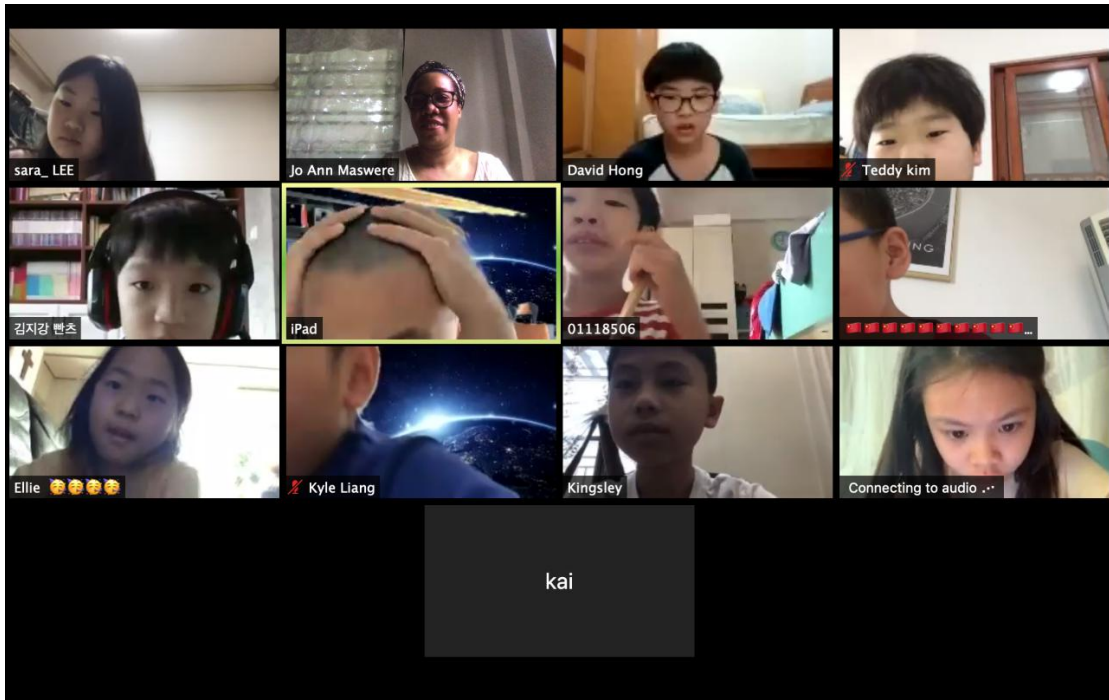 sara_ LEE
Jo Ann Maswere
David Hong
Teddy kim
김지강 빤츠
iPad
01118506
🇨🇳🇨🇳🇨🇳🇨🇳🇨🇳🇨🇳🇨🇳🇨🇳🇨🇳🇨🇳...
NG
Ellie 🥳🥳🥳🥳
Kyle Liang
Kingsley
Connecting to audio ...
kai